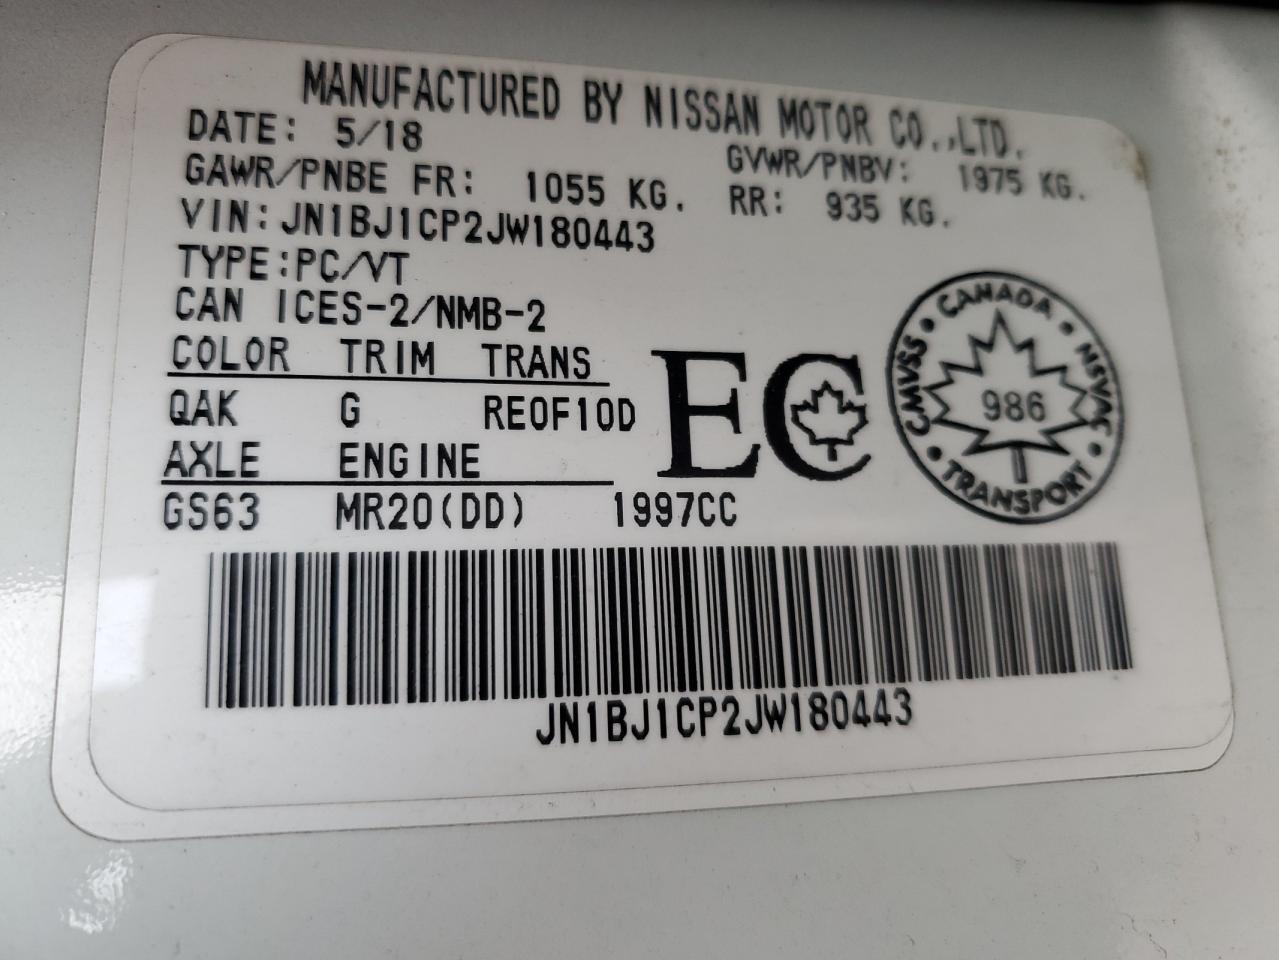 MANUFACTURED BY NISSAN MOTOR CO.,LTD.
DATE: 5/18 GVWR/PNBV: 1975 KG.
GAWR/PNBE FR: 1055 KG. RR: 935 KG.
VIN:JN1BJ1CP2JW180443
TYPE:PC/VT
CAN ICES-2/NMB-2
COLOR TRIM TRANS
QAK G RE0F10D
AXLE ENGINE
GS63 MR20(DD) 1997CC
EC
CANADA
CMVSS
NSVAC
986
TRANSPORT
JN1BJ1CP2JW180443